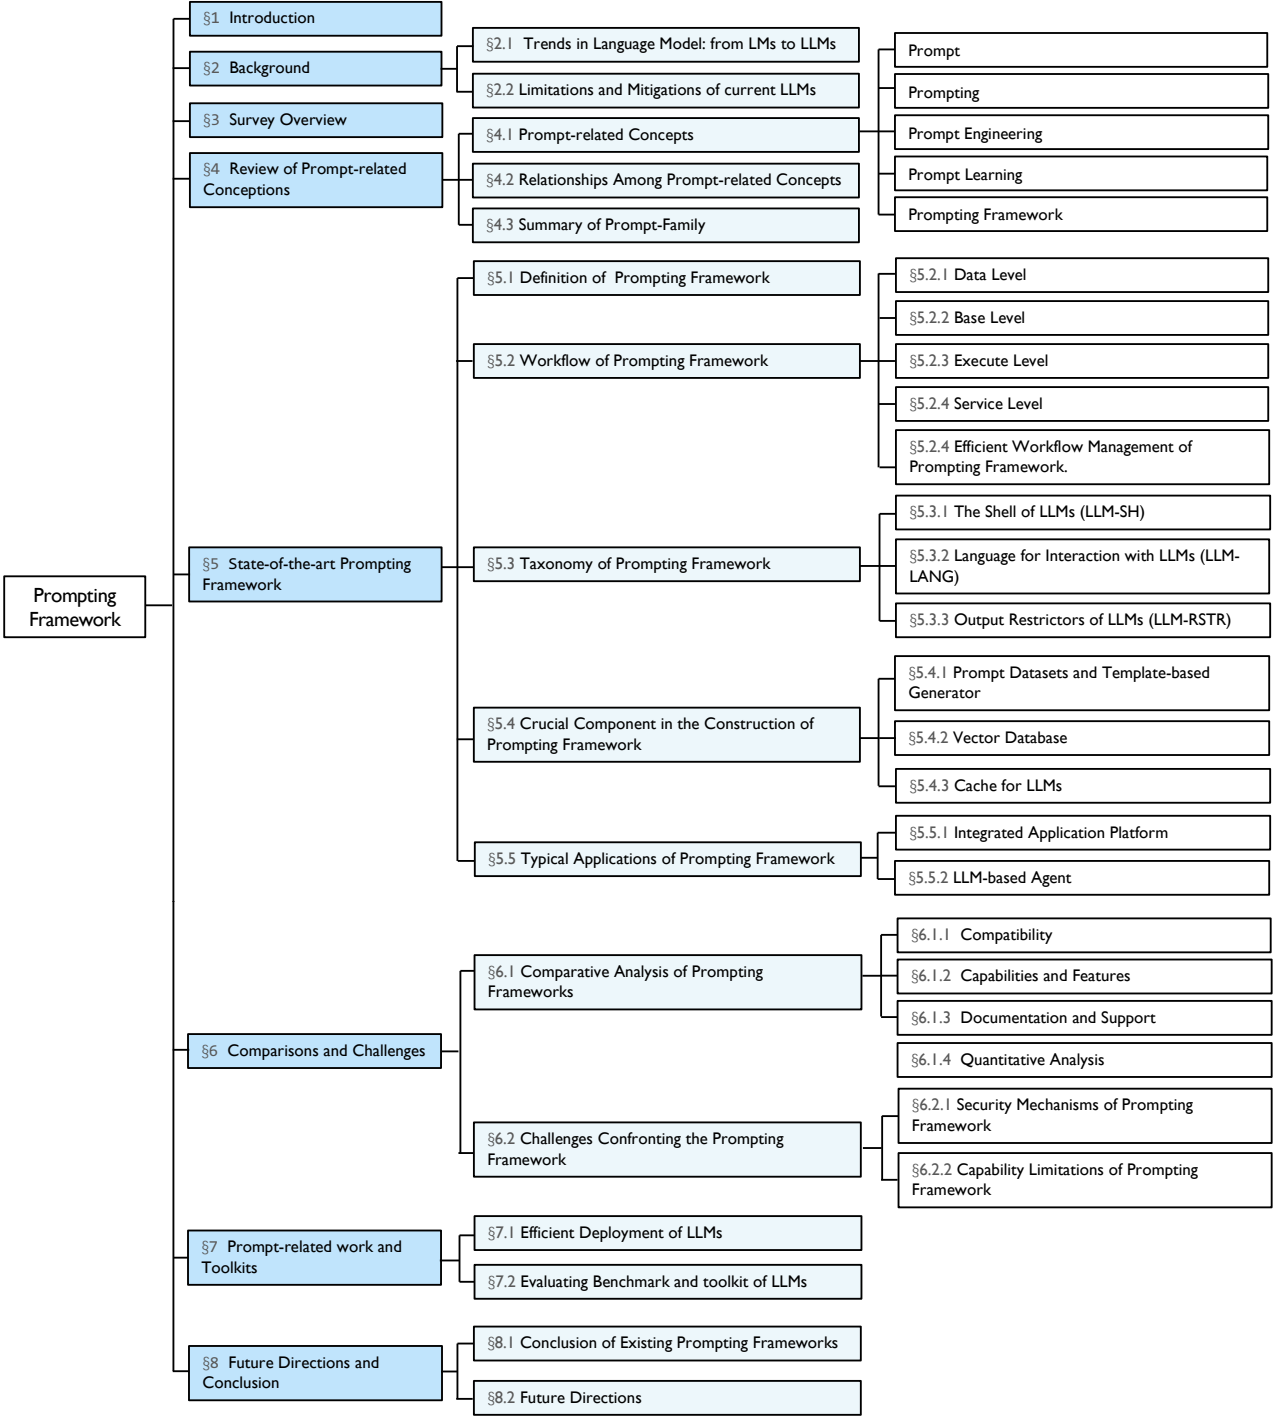 Prompting
Framework
§1 Introduction
§2 Background
§2.1 Trends in Language Model: from LMs to LLMs
§2.2 Limitations and Mitigations of current LLMs
§3 Survey Overview
§4 Review of Prompt-related
Conceptions
§4.1 Prompt-related Concepts
Prompt
Prompting
Prompt Engineering
Prompt Learning
Prompting Framework
§4.2 Relationships Among Prompt-related Concepts
§4.3 Summary of Prompt-Family
§5 State-of-the-art Prompting
Framework
§5.1 Definition of Prompting Framework
§5.2 Workflow of Prompting Framework
§5.2.1 Data Level
§5.2.2 Base Level
§5.2.3 Execute Level
§5.2.4 Service Level
§5.2.4 Efficient Workflow Management of
Prompting Framework.
§5.3 Taxonomy of Prompting Framework
§5.3.1 The Shell of LLMs (LLM-SH)
§5.3.2 Language for Interaction with LLMs (LLM-
LANG)
§5.3.3 Output Restrictors of LLMs (LLM-RSTR)
§5.4 Crucial Component in the Construction of
Prompting Framework
§5.4.1 Prompt Datasets and Template-based
Generator
§5.4.2 Vector Database
§5.4.3 Cache for LLMs
§5.5 Typical Applications of Prompting Framework
§5.5.1 Integrated Application Platform
§5.5.2 LLM-based Agent
§6 Comparisons and Challenges
§6.1 Comparative Analysis of Prompting
Frameworks
§6.1.1 Compatibility
§6.1.2 Capabilities and Features
§6.1.3 Documentation and Support
§6.1.4 Quantitative Analysis
§6.2 Challenges Confronting the Prompting
Framework
§6.2.1 Security Mechanisms of Prompting
Framework
§6.2.2 Capability Limitations of Prompting
Framework
§7 Prompt-related work and
Toolkits
§7.1 Efficient Deployment of LLMs
§7.2 Evaluating Benchmark and toolkit of LLMs
§8 Future Directions and
Conclusion
§8.1 Conclusion of Existing Prompting Frameworks
§8.2 Future Directions